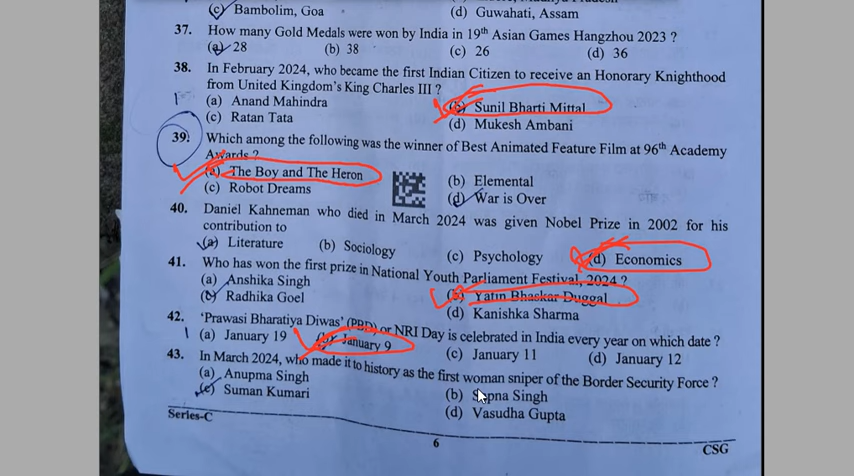 (c) Bambolim, Goa (d) Guwahati, Assam
37. How many Gold Medals were won by India in 19th Asian Games Hangzhou 2023 ?
(a) 28 (b) 38 (c) 26 (d) 36
38. In February 2024, who became the first Indian Citizen to receive an Honorary Knighthood
from United Kingdom's King Charles III ?
(a) Anand Mahindra (b) Sunil Bharti Mittal
(c) Ratan Tata (d) Mukesh Ambani
39. Which among the following was the winner of Best Animated Feature Film at 96th Academy
Awards ?
(a) The Boy and The Heron (b) Elemental
(c) Robot Dreams (d) War is Over
40. Daniel Kahneman who died in March 2024 was given Nobel Prize in 2002 for his
contribution to
(a) Literature (b) Sociology (c) Psychology (d) Economics
41. Who has won the first prize in National Youth Parliament Festival, 2024 ?
(a) Anshika Singh (b) Yatin Bhaskar Duggal
(c) Radhika Goel (d) Kanishka Sharma
42. 'Prawasi Bharatiya Diwas' (PBD) or NRI Day is celebrated in India every year on which date ?
(a) January 19 (b) January 9 (c) January 11 (d) January 12
43. In March 2024, who made it to history as the first woman sniper of the Border Security Force ?
(a) Anupma Singh (b) Sapna Singh
(c) Suman Kumari (d) Vasudha Gupta
Series-C 6 CSG